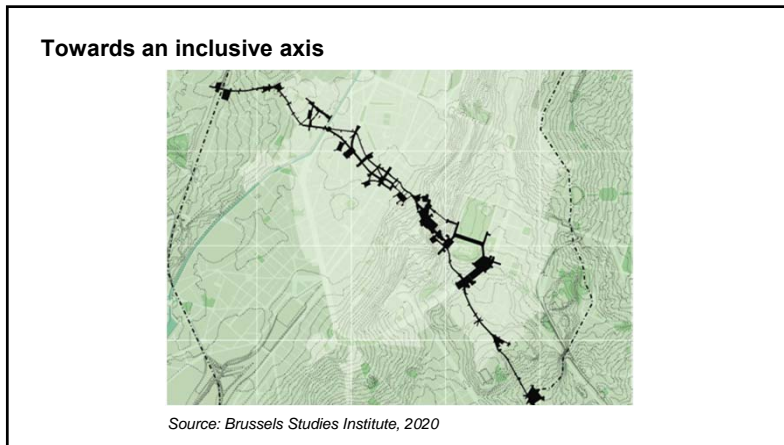 Towards an inclusive axis
Source: Brussels Studies Institute, 2020